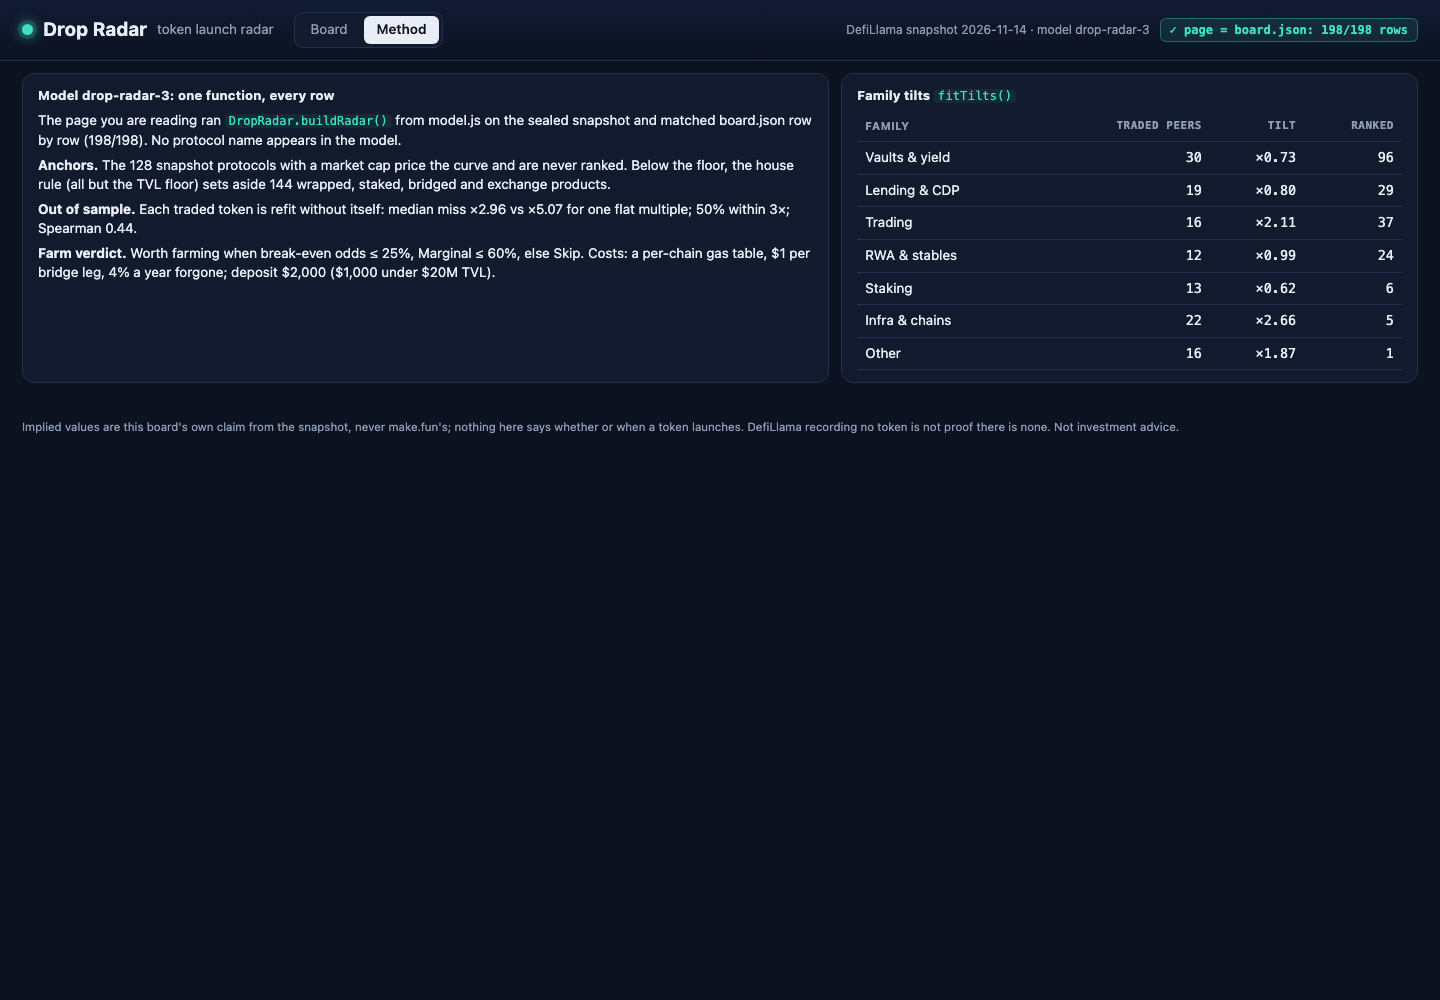 Drop Radar token launch radar Board Method DefiLlama snapshot 2026-11-14 · model drop-radar-3 ✓ page = board.json: 198/198 rows
Model drop-radar-3: one function, every row
The page you are reading ran DropRadar.buildRadar() from model.js on the sealed snapshot and matched board.json row
by row (198/198). No protocol name appears in the model.
Anchors. The 128 snapshot protocols with a market cap price the curve and are never ranked. Below the floor, the house
rule (all but the TVL floor) sets aside 144 wrapped, staked, bridged and exchange products.
Out of sample. Each traded token is refit without itself: median miss ×2.96 vs ×5.07 for one flat multiple; 50% within 3×;
Spearman 0.44.
Farm verdict. Worth farming when break-even odds ≤ 25%, Marginal ≤ 60%, else Skip. Costs: a per-chain gas table, $1 per
bridge leg, 4% a year forgone; deposit $2,000 ($1,000 under $20M TVL).
Family tilts fitTilts()
FAMILY TRADED PEERS TILT RANKED
Vaults & yield 30 ×0.73 96
Lending & CDP 19 ×0.80 29
Trading 16 ×2.11 37
RWA & stables 12 ×0.99 24
Staking 13 ×0.62 6
Infra & chains 22 ×2.66 5
Other 16 ×1.87 1
Implied values are this board's own claim from the snapshot, never make.fun's; nothing here says whether or when a token launches. DefiLlama recording no token is not proof there is none. Not investment advice.